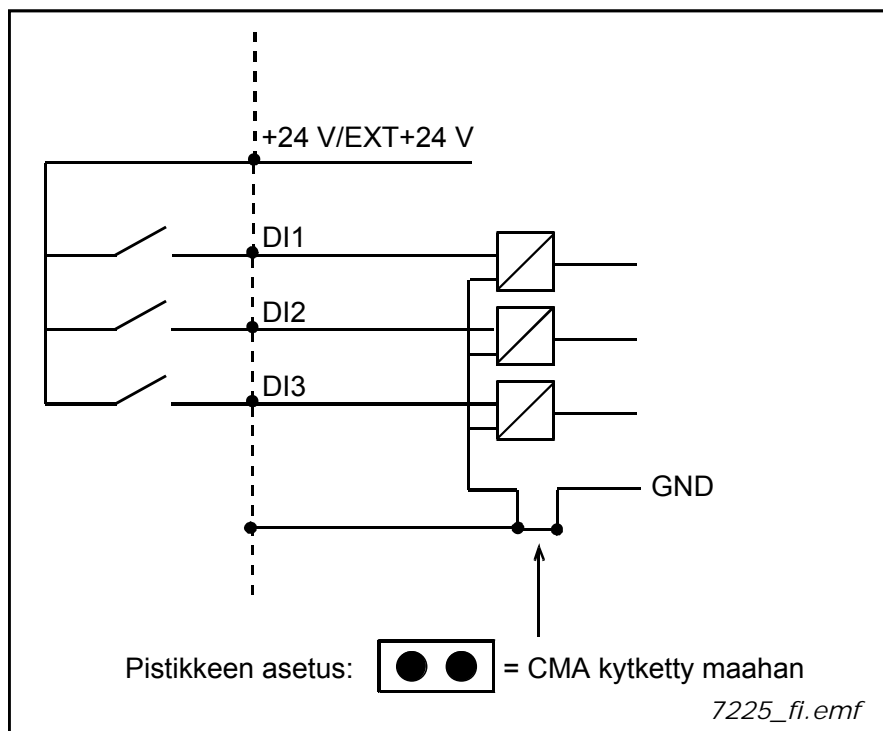 +24 V/EXT+24 V
DI1
DI2
DI3
GND
Pistikkeen asetus: = CMA kytketty maahan
7225_fi.emf